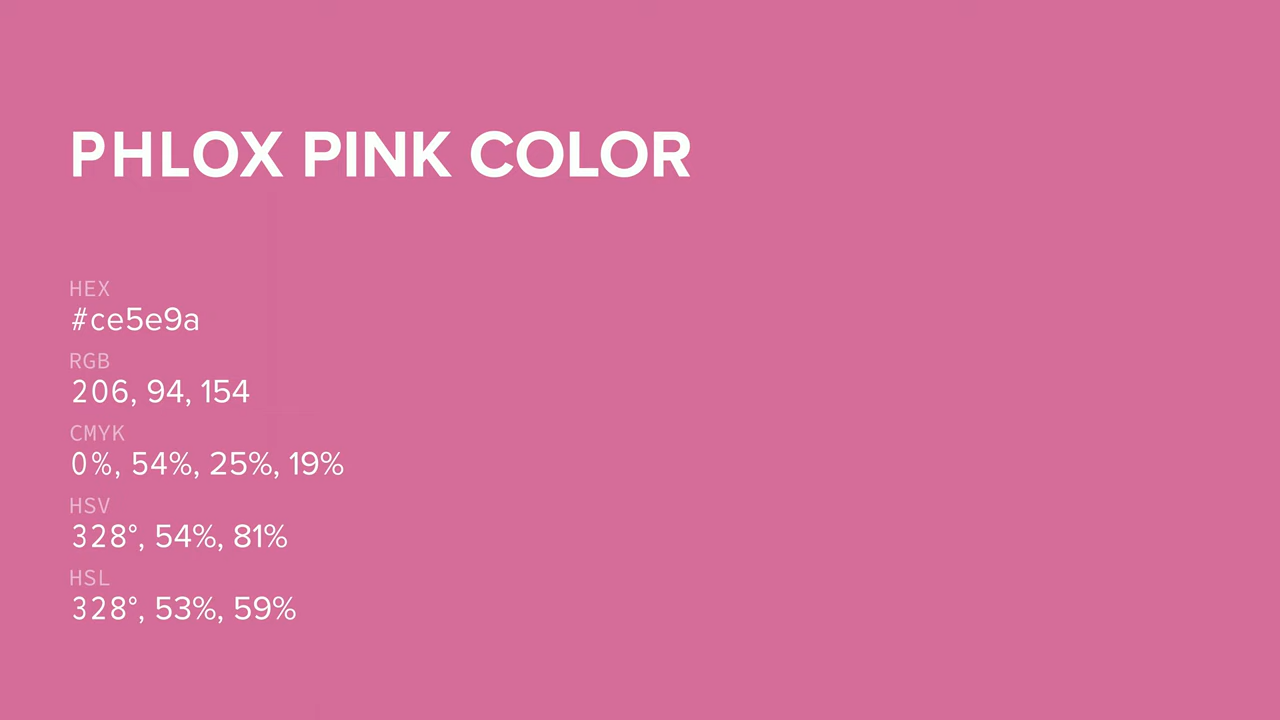 PHLOX PINK COLOR
HEX
#ce5e9a
RGB
206, 94, 154
CMYK
0%, 54%, 25%, 19%
HSV
328°, 54%, 81%
HSL
328°, 53%, 59%